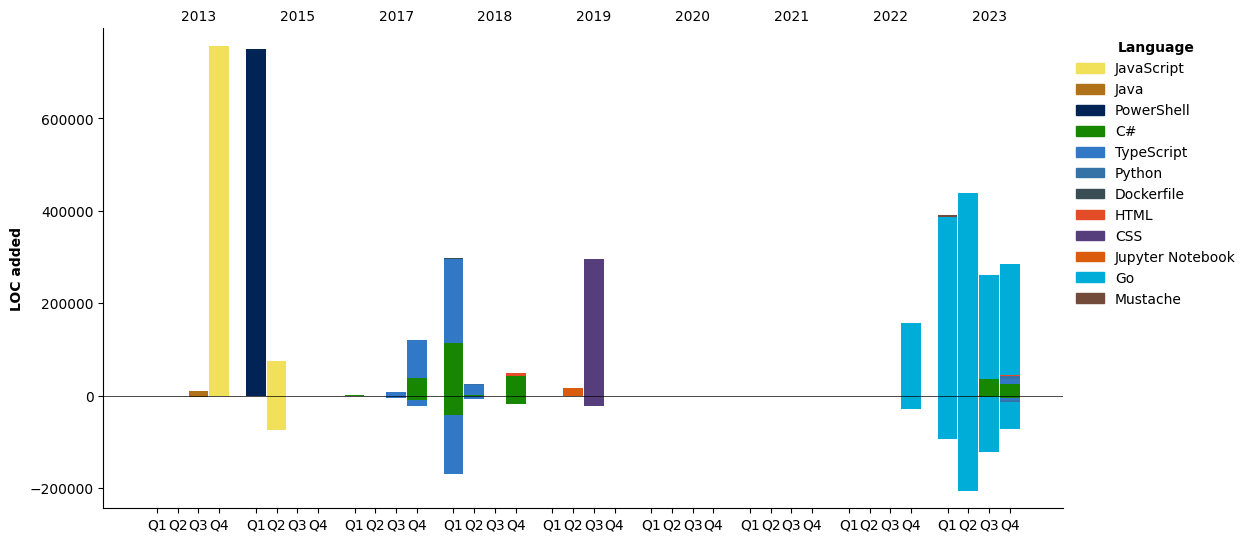 2013 2015 2017 2018 2019 2020 2021 2022 2023
LOC added
600000
400000
200000
0
−200000
Q1 Q2 Q3 Q4 Q1 Q2 Q3 Q4 Q1 Q2 Q3 Q4 Q1 Q2 Q3 Q4 Q1 Q2 Q3 Q4 Q1 Q2 Q3 Q4 Q1 Q2 Q3 Q4 Q1 Q2 Q3 Q4 Q1 Q2 Q3 Q4
Language
JavaScript
Java
PowerShell
C#
TypeScript
Python
Dockerfile
HTML
CSS
Jupyter Notebook
Go
Mustache